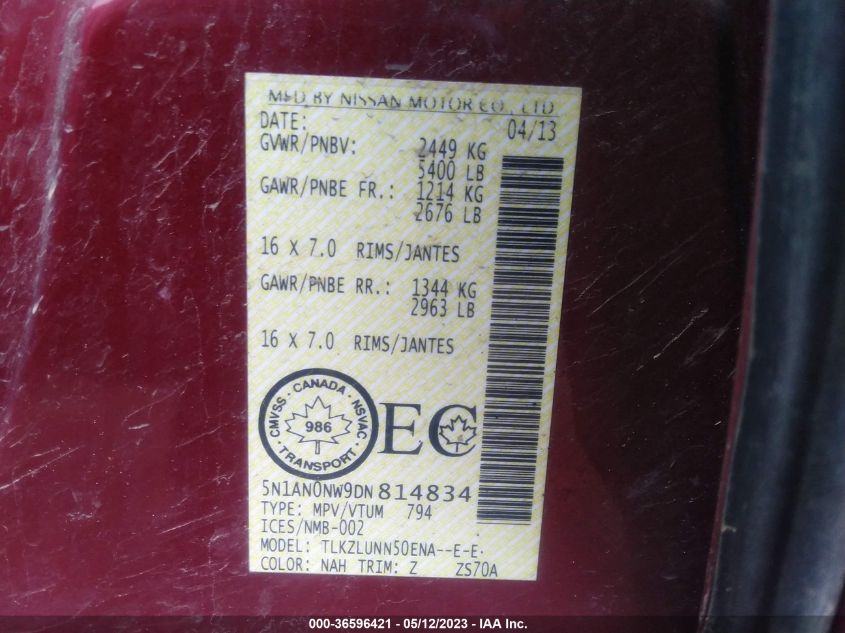 MFD BY NISSAN MOTOR CO., LTD
DATE: 04/13
GVWR/PNBV: 2449 KG
5400 LB
GAWR/PNBE FR.: 1214 KG
2676 LB
16 X 7.0 RIMS/JANTES
GAWR/PNBE RR.: 1344 KG
2963 LB
16 X 7.0 RIMS/JANTES
CMVSS · CANADA · NSVAC
986
· TRANSPORT ·
EC
5N1AN0NW9DN814834
TYPE: MPV/VTUM 794
ICES/NMB-002
MODEL: TLKZLUNN50ENA--E-E-
COLOR: NAH TRIM: Z ZS70A
000-36596421 - 05/12/2023 - IAA Inc.